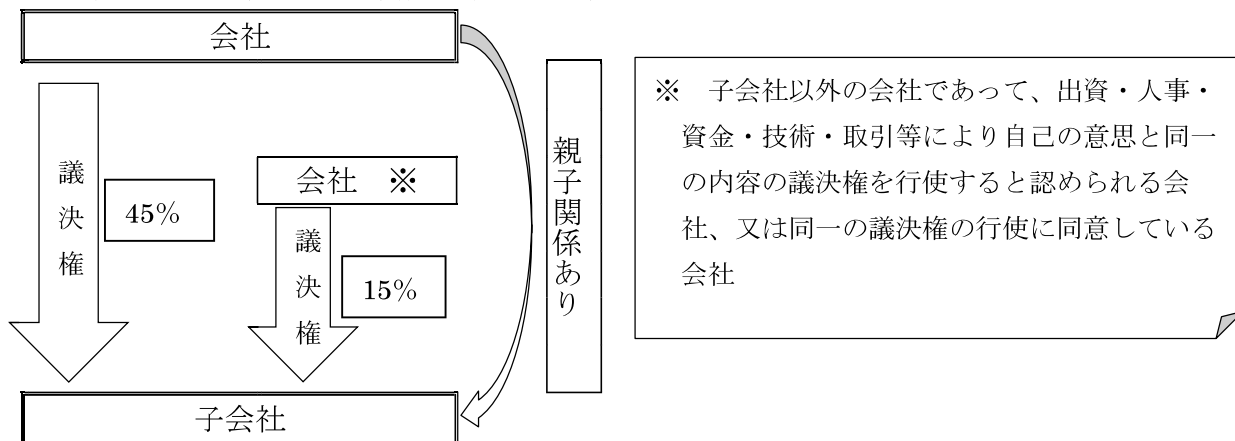 会社
議決権
45%
会社 ※
議決権
15%
親子関係あり
子会社
※ 子会社以外の会社であって、出資・人事・
資金・技術・取引等により自己の意思と同一
の内容の議決権を行使すると認められる会
社、又は同一の議決権の行使に同意している
会社